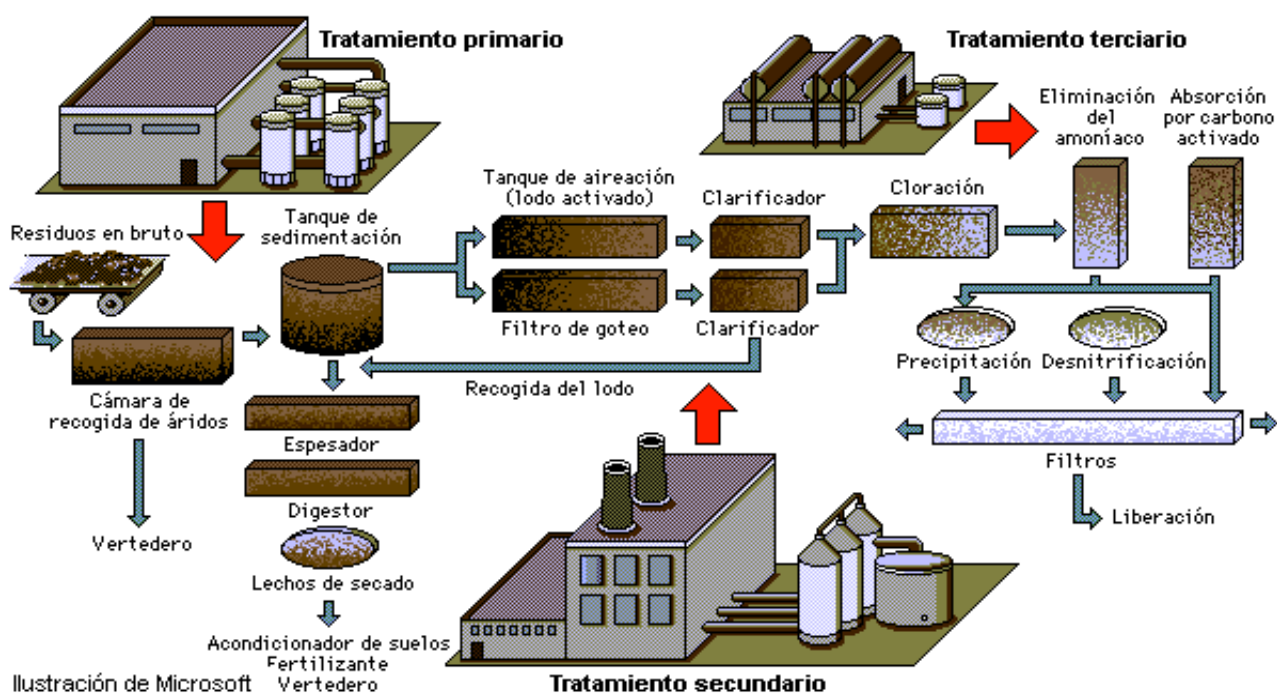 Tratamiento primario
Tratamiento terciario
Eliminación
del
amoníaco
Absorción
por carbono
activado
Residuos en bruto
Tanque de
sedimentación
Tanque de aireación
(lodo activado)
Clarificador
Cloración
Filtro de goteo
Clarificador
Precipitación
Desnitrificación
Recogida del lodo
Cámara de
recogida de áridos
Espesador
Filtros
Digestor
Liberación
Vertedero
Lechos de secado
Acondicionador de suelos
Fertilizante
Vertedero
Ilustración de Microsoft
Tratamiento secundario